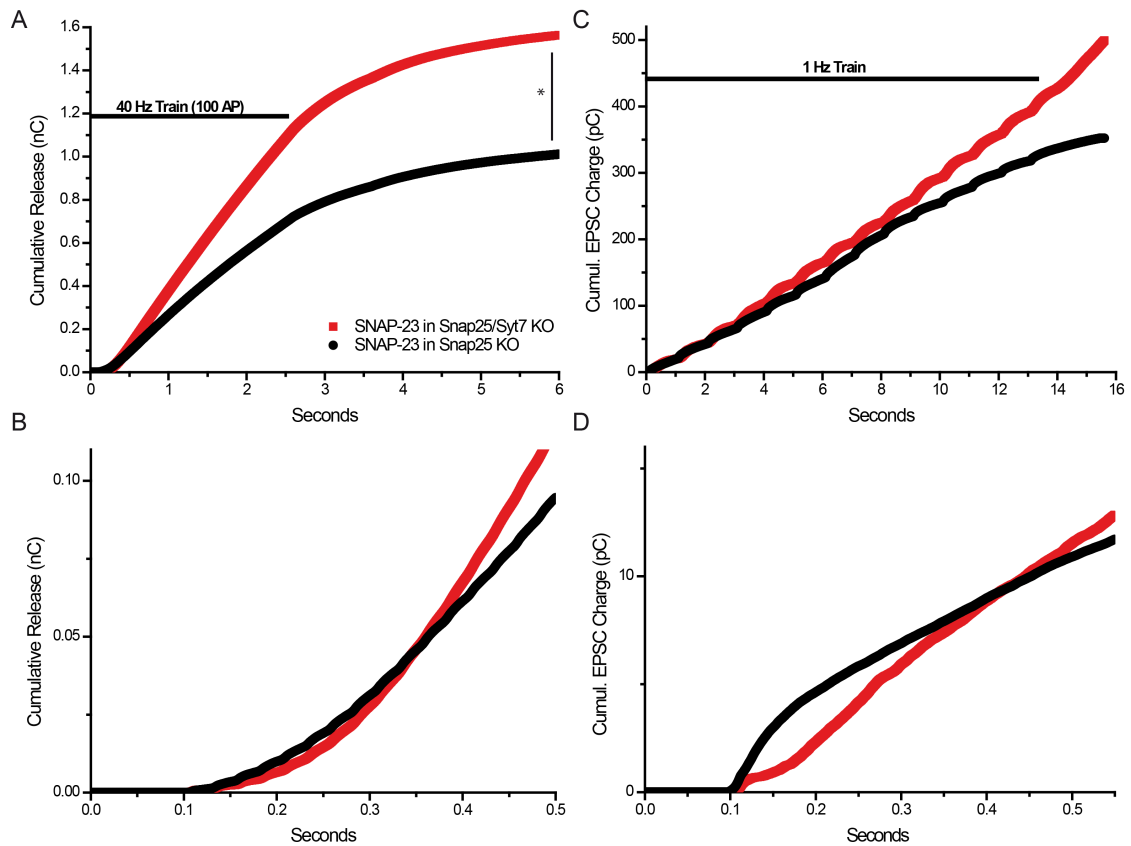 A
1.6
1.4
1.2
1.0
0.8
0.6
0.4
0.2
0.0
Cumulative Release (nC)
40 Hz Train (100 AP)
*
SNAP-23 in Snap25/Syt7 KO
SNAP-23 in Snap25 KO
1 2 3 4 5 6
Seconds
C
500
400
300
200
100
0
Cumul. EPSC Charge (pC)
1 Hz Train
0 2 4 6 8 10 12 14 16
Seconds
B
0.10
0.05
0.00
Cumulative Release (nC)
0.0 0.1 0.2 0.3 0.4 0.5
Seconds
D
10
0
Cumul. EPSC Charge (pC)
0.0 0.1 0.2 0.3 0.4 0.5
Seconds